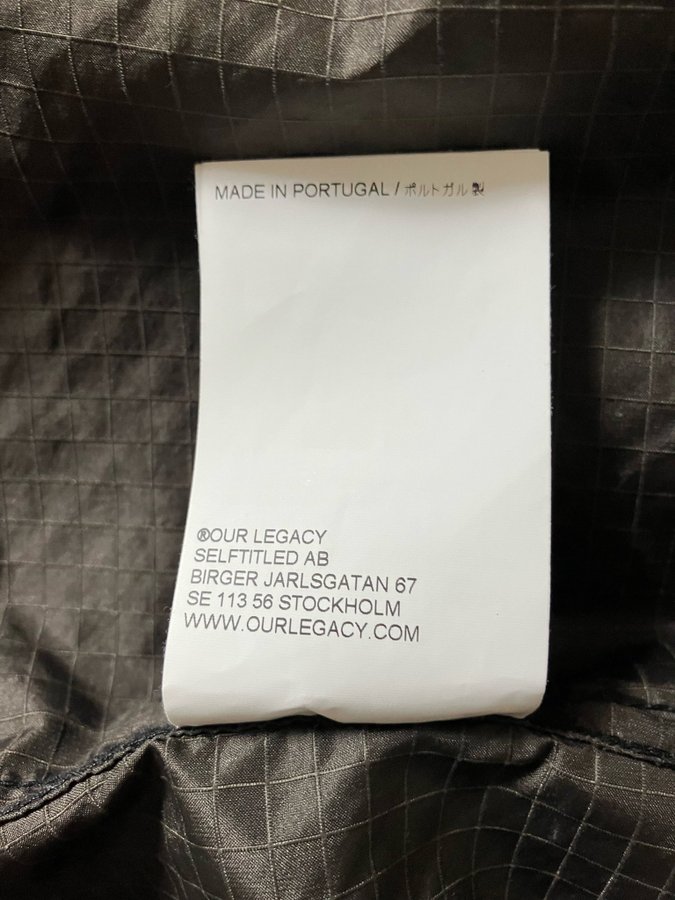 MADE IN PORTUGAL / ポルトガル製
®OUR LEGACY
SELFTITLED AB
BIRGER JARLSGATAN 67
SE 113 56 STOCKHOLM
WWW.OURLEGACY.COM